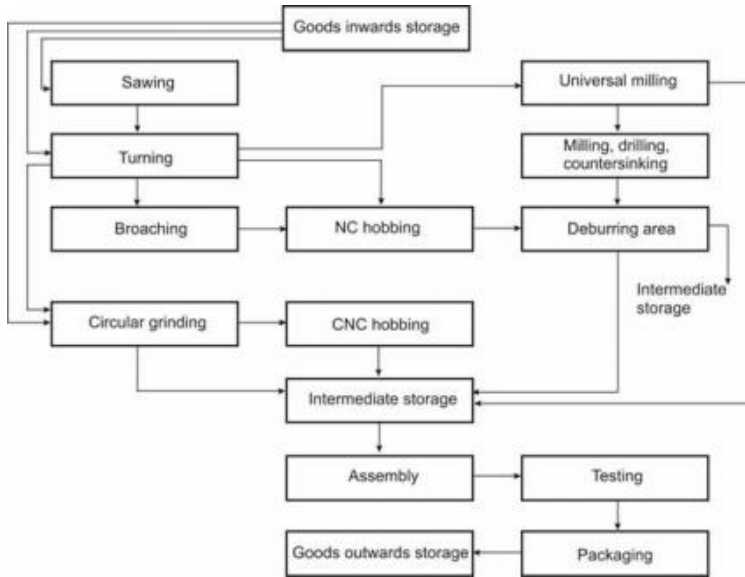 Goods inwards storage
Sawing
Universal milling
Turning
Milling, drilling,
countersinking
Broaching
NC hobbing
Deburring area
Intermediate
storage
Circular grinding
CNC hobbing
Intermediate storage
Assembly
Testing
Goods outwards storage
Packaging